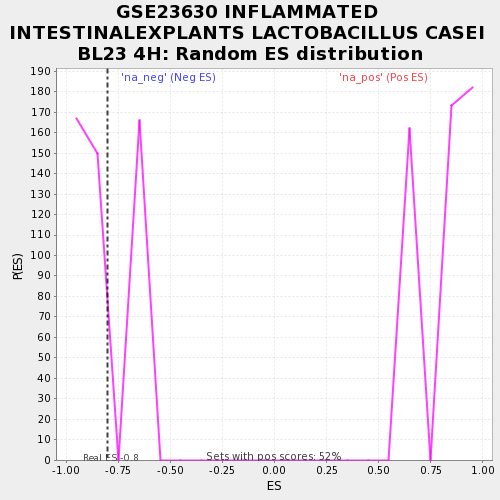 GSE23630 INFLAMMATED
INTESTINALEXPLANTS LACTOBACILLUS CASEI
BL23 4H: Random ES distribution
'na_neg' (Neg ES)
'na_pos' (Pos ES)
P(ES)
190
180
170
160
150
140
130
120
110
100
90
80
70
60
50
40
30
20
10
0
Real ES -0.8
Sets with pos scores: 52%
-1.00 -0.75 -0.50 -0.25 0.00 0.25 0.50 0.75 1.00
ES